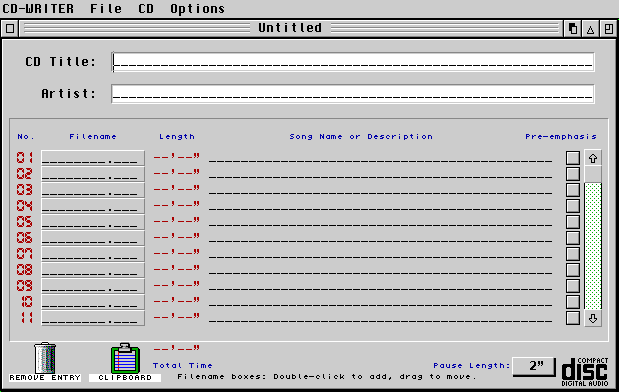 CD-WRITER File CD Options
Untitled
CD Title: ________________________________________________
Artist: ________________________________________________
No. Filename Length Song Name or Description Pre-emphasis
01 ________.___ --'--"
02 ________.___ --'--"
03 ________.___ --'--"
04 ________.___ --'--"
05 ________.___ --'--"
06 ________.___ --'--"
07 ________.___ --'--"
08 ________.___ --'--"
09 ________.___ --'--"
10 ________.___ --'--"
11 ________.___ --'--"
--'--"
Total Time Pause Length: 2"
REMOVE ENTRY CLIPBOARD Filename boxes: Double-click to add, drag to move.
COMPACT
disc
DIGITAL AUDIO